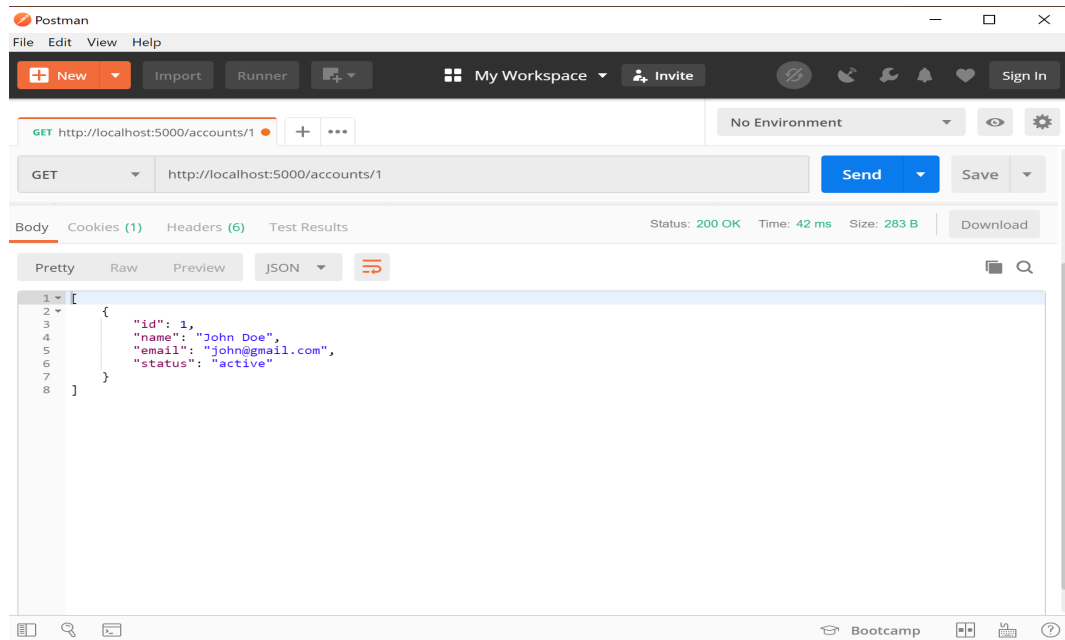 Postman
File Edit View Help
New Import Runner My Workspace Invite Sign In
GET http://localhost:5000/accounts/1 No Environment
GET http://localhost:5000/accounts/1 Send Save
Body Cookies (1) Headers (6) Test Results Status: 200 OK Time: 42 ms Size: 283 B Download
Pretty Raw Preview JSON
1 [
2 {
3 "id": 1,
4 "name": "John Doe",
5 "email": "john@gmail.com",
6 "status": "active"
7 }
8 ]
Bootcamp